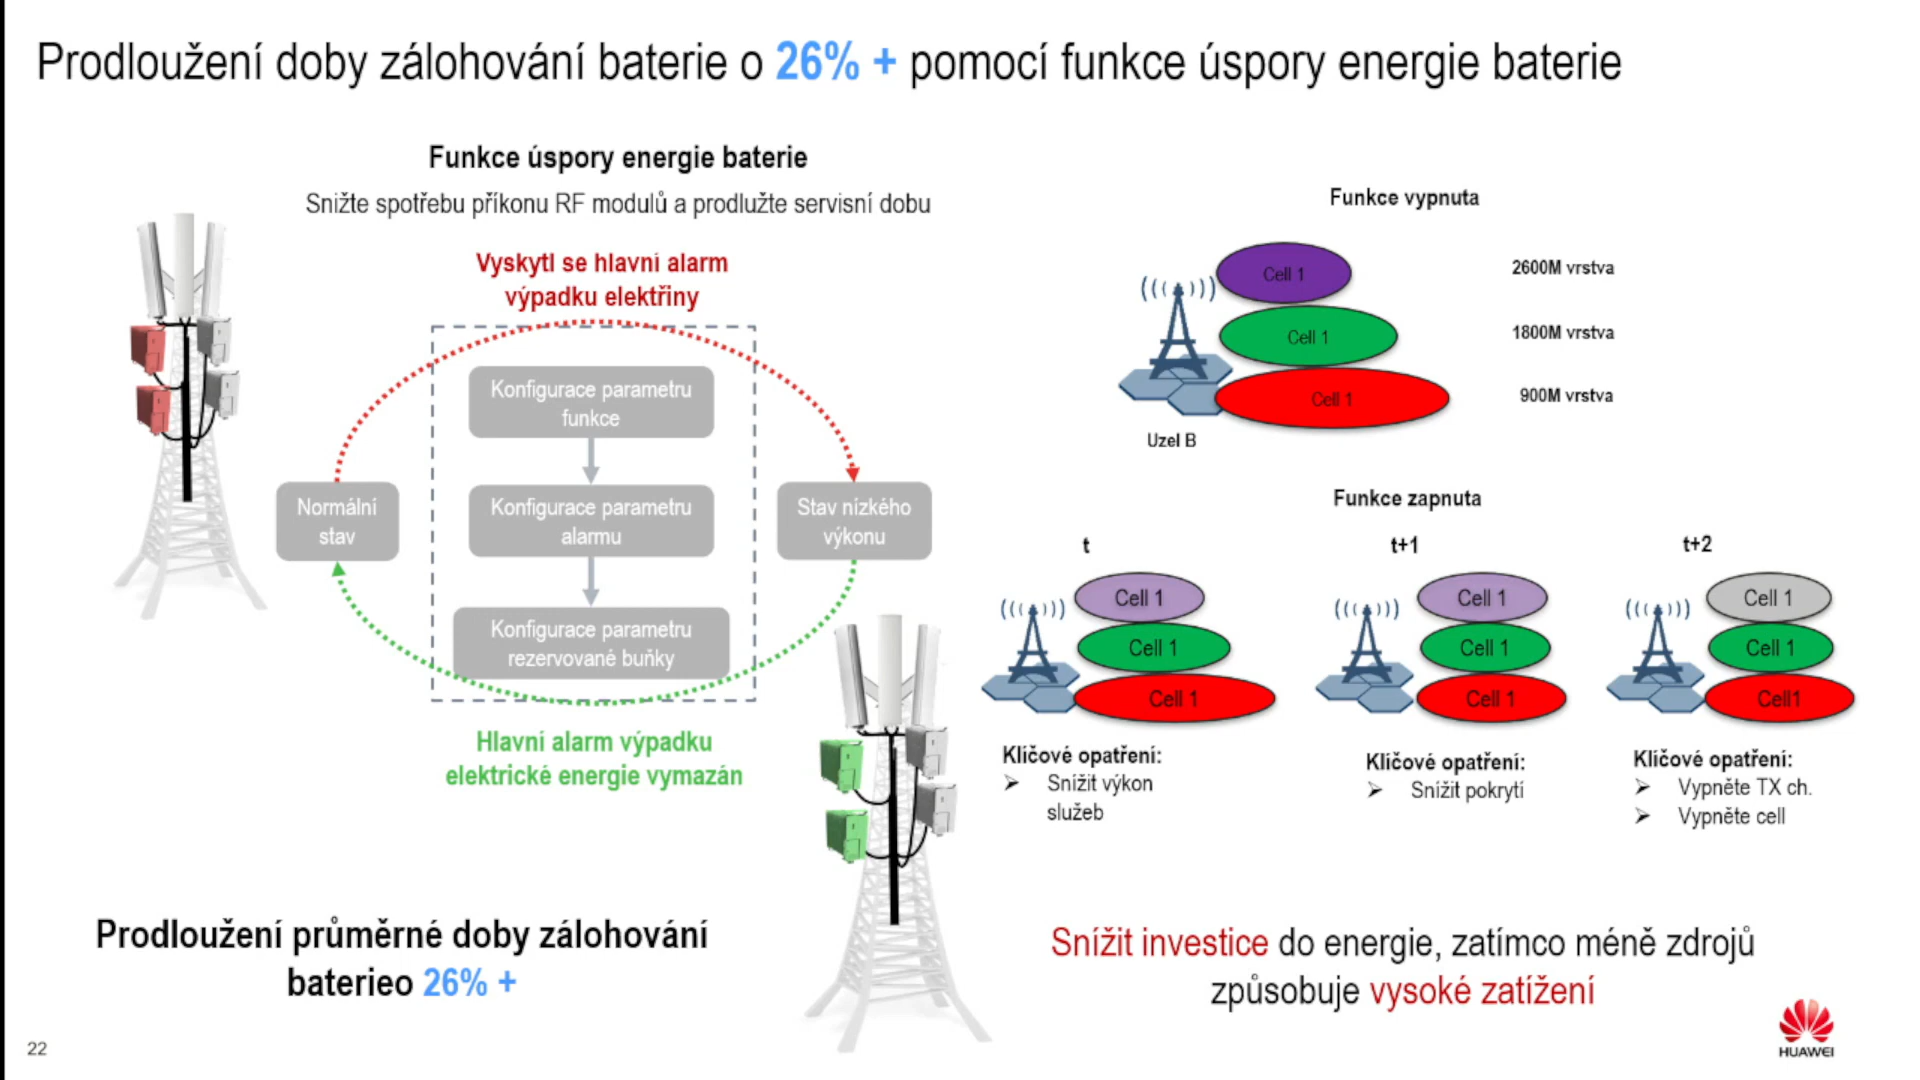 Prodloužení doby zálohování baterie o 26% + pomocí funkce úspory energie baterie
Funkce úspory energie baterie
Snižte spotřebu příkonu RF modulů a prodlužte servisní dobu
Vyskytl se hlavní alarm
výpadku elektřiny
Konfigurace parametru
funkce
Normální
stav
Konfigurace parametru
alarmu
Stav nízkého
výkonu
Konfigurace parametru
rezervované buňky
Hlavní alarm výpadku
elektrické energie vymazán
Prodloužení průměrné doby zálohování
baterieo 26% +
Funkce vypnuta
Cell 1
2600M vrstva
Cell 1
1800M vrstva
Cell 1
900M vrstva
Uzel B
Funkce zapnuta
t
t+1
t+2
Cell 1
Cell 1
Cell 1
Cell 1
Cell 1
Cell 1
Cell 1
Cell 1
Cell1
Klíčové opatření:
➢ Snížit výkon
služeb
Klíčové opatření:
➢ Snížit pokrytí
Klíčové opatření:
➢ Vypněte TX ch.
➢ Vypněte cell
Snížit investice do energie, zatímco méně zdrojů
způsobuje vysoké zatížení
22
HUAWEI